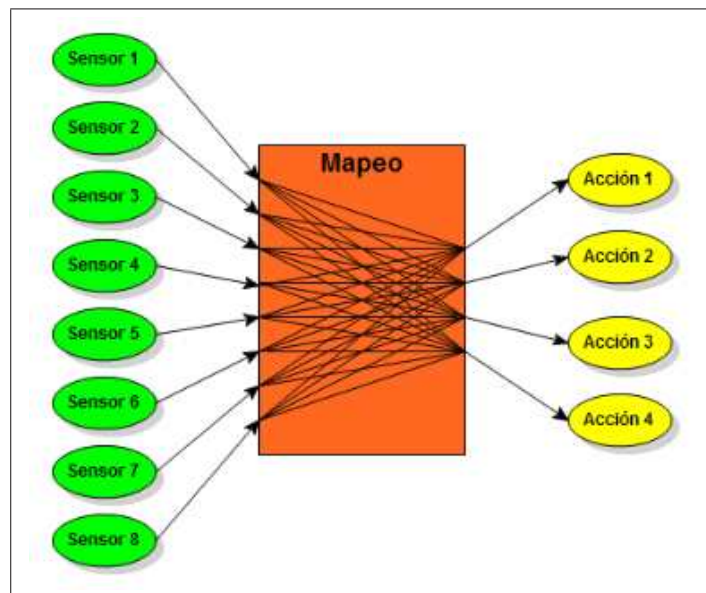 Sensor 1
Sensor 2
Sensor 3
Sensor 4
Sensor 5
Sensor 6
Sensor 7
Sensor 8
Mapeo
Acción 1
Acción 2
Acción 3
Acción 4